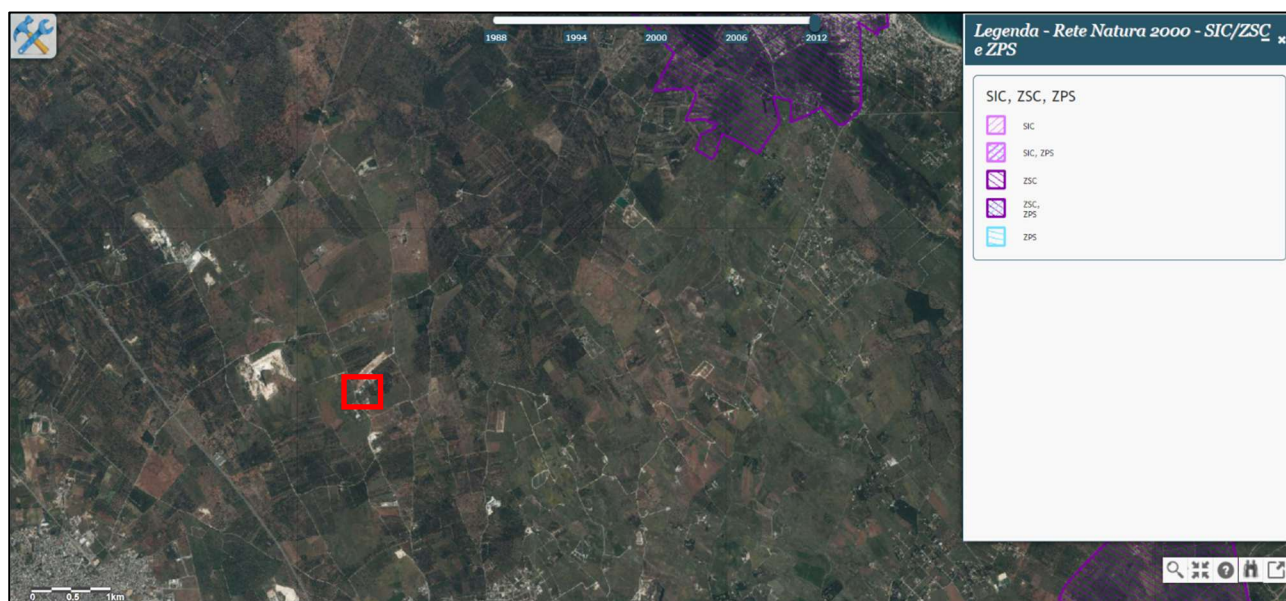 1988 1994 2000 2006 2012
Legenda - Rete Natura 2000 - SIC/ZSC
e ZPS
SIC, ZSC, ZPS
SIC
SIC, ZPS
ZSC
ZSC,
ZPS
ZPS
0 0.5 1km